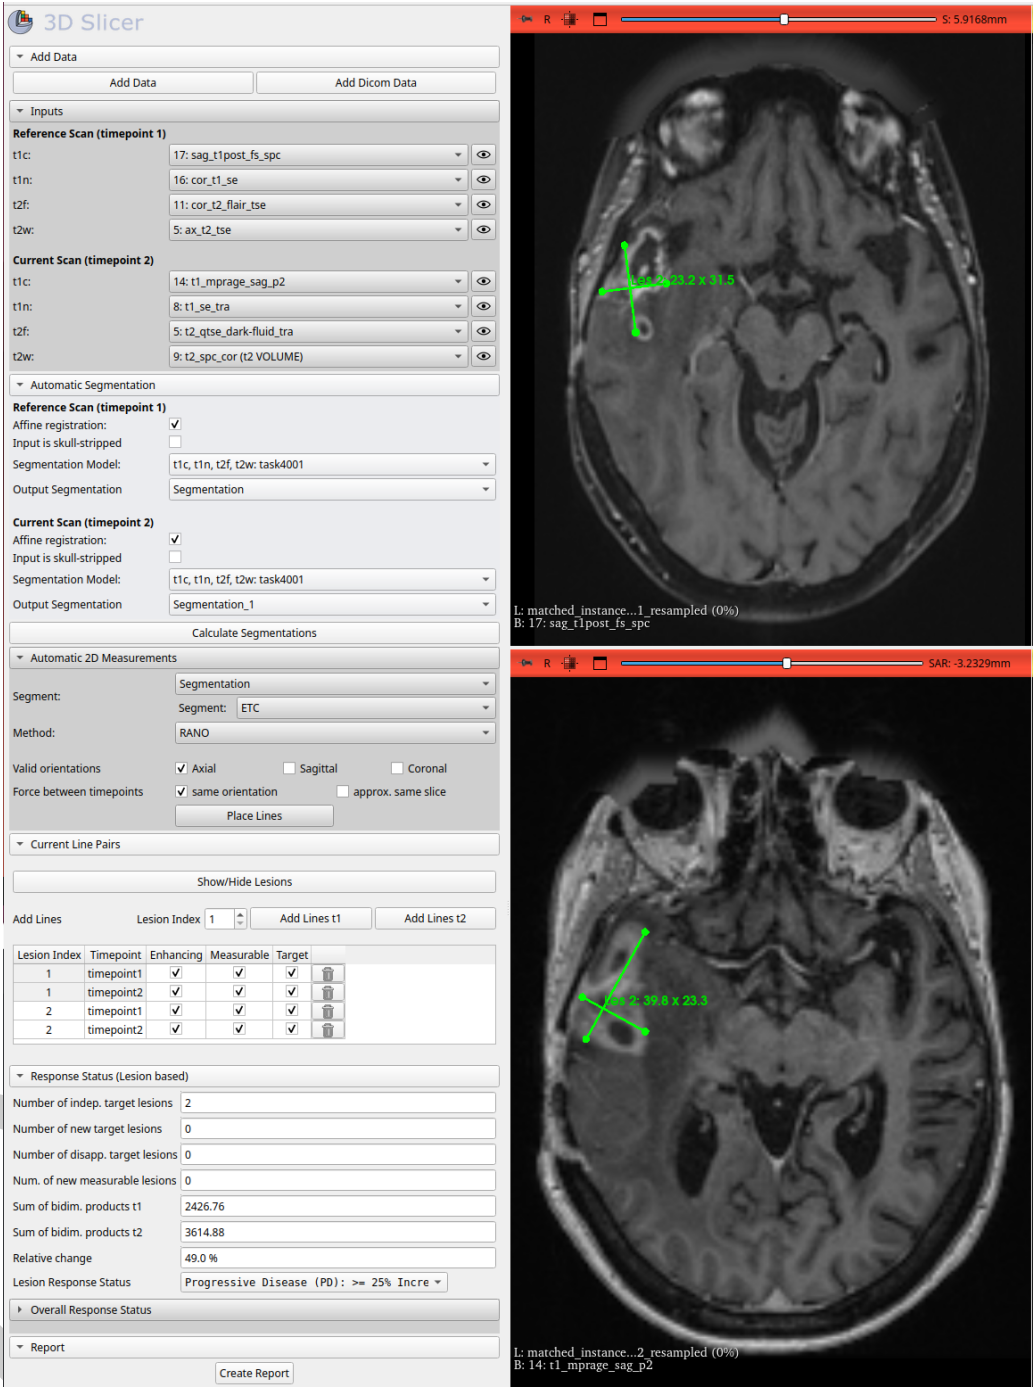 3D Slicer
Add Data
Add Data
Add Dicom Data
Inputs
Reference Scan (timepoint 1)
t1c: 17: sag_t1post_fs_spc
t1n: 16: cor_t1_se
t2f: 11: cor_t2_flair_tse
t2w: 5: ax_t2_tse
Current Scan (timepoint 2)
t1c: 14: t1_mprage_sag_p2
t1n: 8: t1_se_tra
t2f: 5: t2_qtse_dark-fluid_tra
t2w: 9: t2_spc_cor (t2 VOLUME)
Automatic Segmentation
Reference Scan (timepoint 1)
Affine registration:
Input is skull-stripped
Segmentation Model: t1c, t1n, t2f, t2w: task4001
Output Segmentation Segmentation
Current Scan (timepoint 2)
Affine registration:
Input is skull-stripped
Segmentation Model: t1c, t1n, t2f, t2w: task4001
Output Segmentation Segmentation_1
Calculate Segmentations
Automatic 2D Measurements
Segment: Segmentation
Segment: ETC
Method: RANO
Valid orientations Axial Sagittal Coronal
Force between timepoints same orientation approx. same slice
Place Lines
Current Line Pairs
Show/Hide Lesions
Add Lines Lesion Index 1 Add Lines t1 Add Lines t2
Lesion Index Timepoint Enhancing Measurable Target
1 timepoint1
1 timepoint2
2 timepoint1
2 timepoint2
Response Status (Lesion based)
Number of indep. target lesions 2
Number of new target lesions 0
Number of disapp. target lesions 0
Num. of new measurable lesions 0
Sum of bidim. products t1 2426.76
Sum of bidim. products t2 3614.88
Relative change 49.0 %
Lesion Response Status Progressive Disease (PD): >= 25% Incre
Overall Response Status
Report
Create Report
R S: 5.9168mm
Les 2: 23.2 x 31.5
L: matched_instance...1_resampled (0%)
B: 17: sag_t1post_fs_spc
R SAR: -3.2329mm
Les 2: 39.8 x 23.3
L: matched_instance...2_resampled (0%)
B: 14: t1_mprage_sag_p2